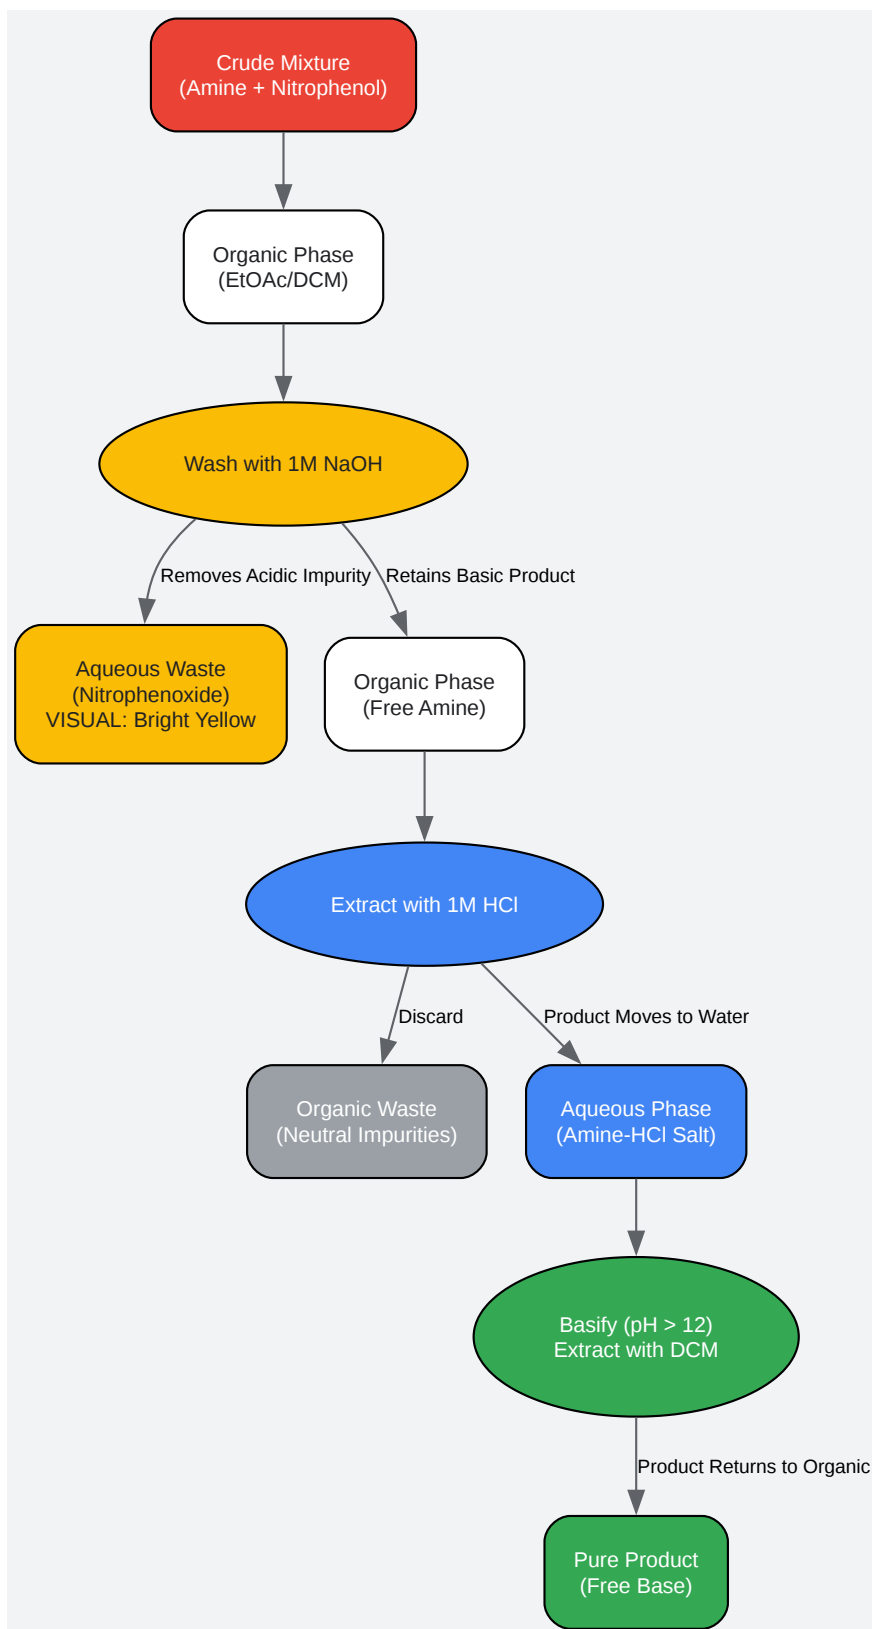 Crude Mixture
(Amine + Nitrophenol)
Organic Phase
(EtOAc/DCM)
Wash with 1M NaOH
Removes Acidic Impurity
Retains Basic Product
Aqueous Waste
(Nitrophenoxide)
VISUAL: Bright Yellow
Organic Phase
(Free Amine)
Extract with 1M HCl
Discard
Product Moves to Water
Organic Waste
(Neutral Impurities)
Aqueous Phase
(Amine-HCl Salt)
Basify (pH > 12)
Extract with DCM
Product Returns to Organic
Pure Product
(Free Base)